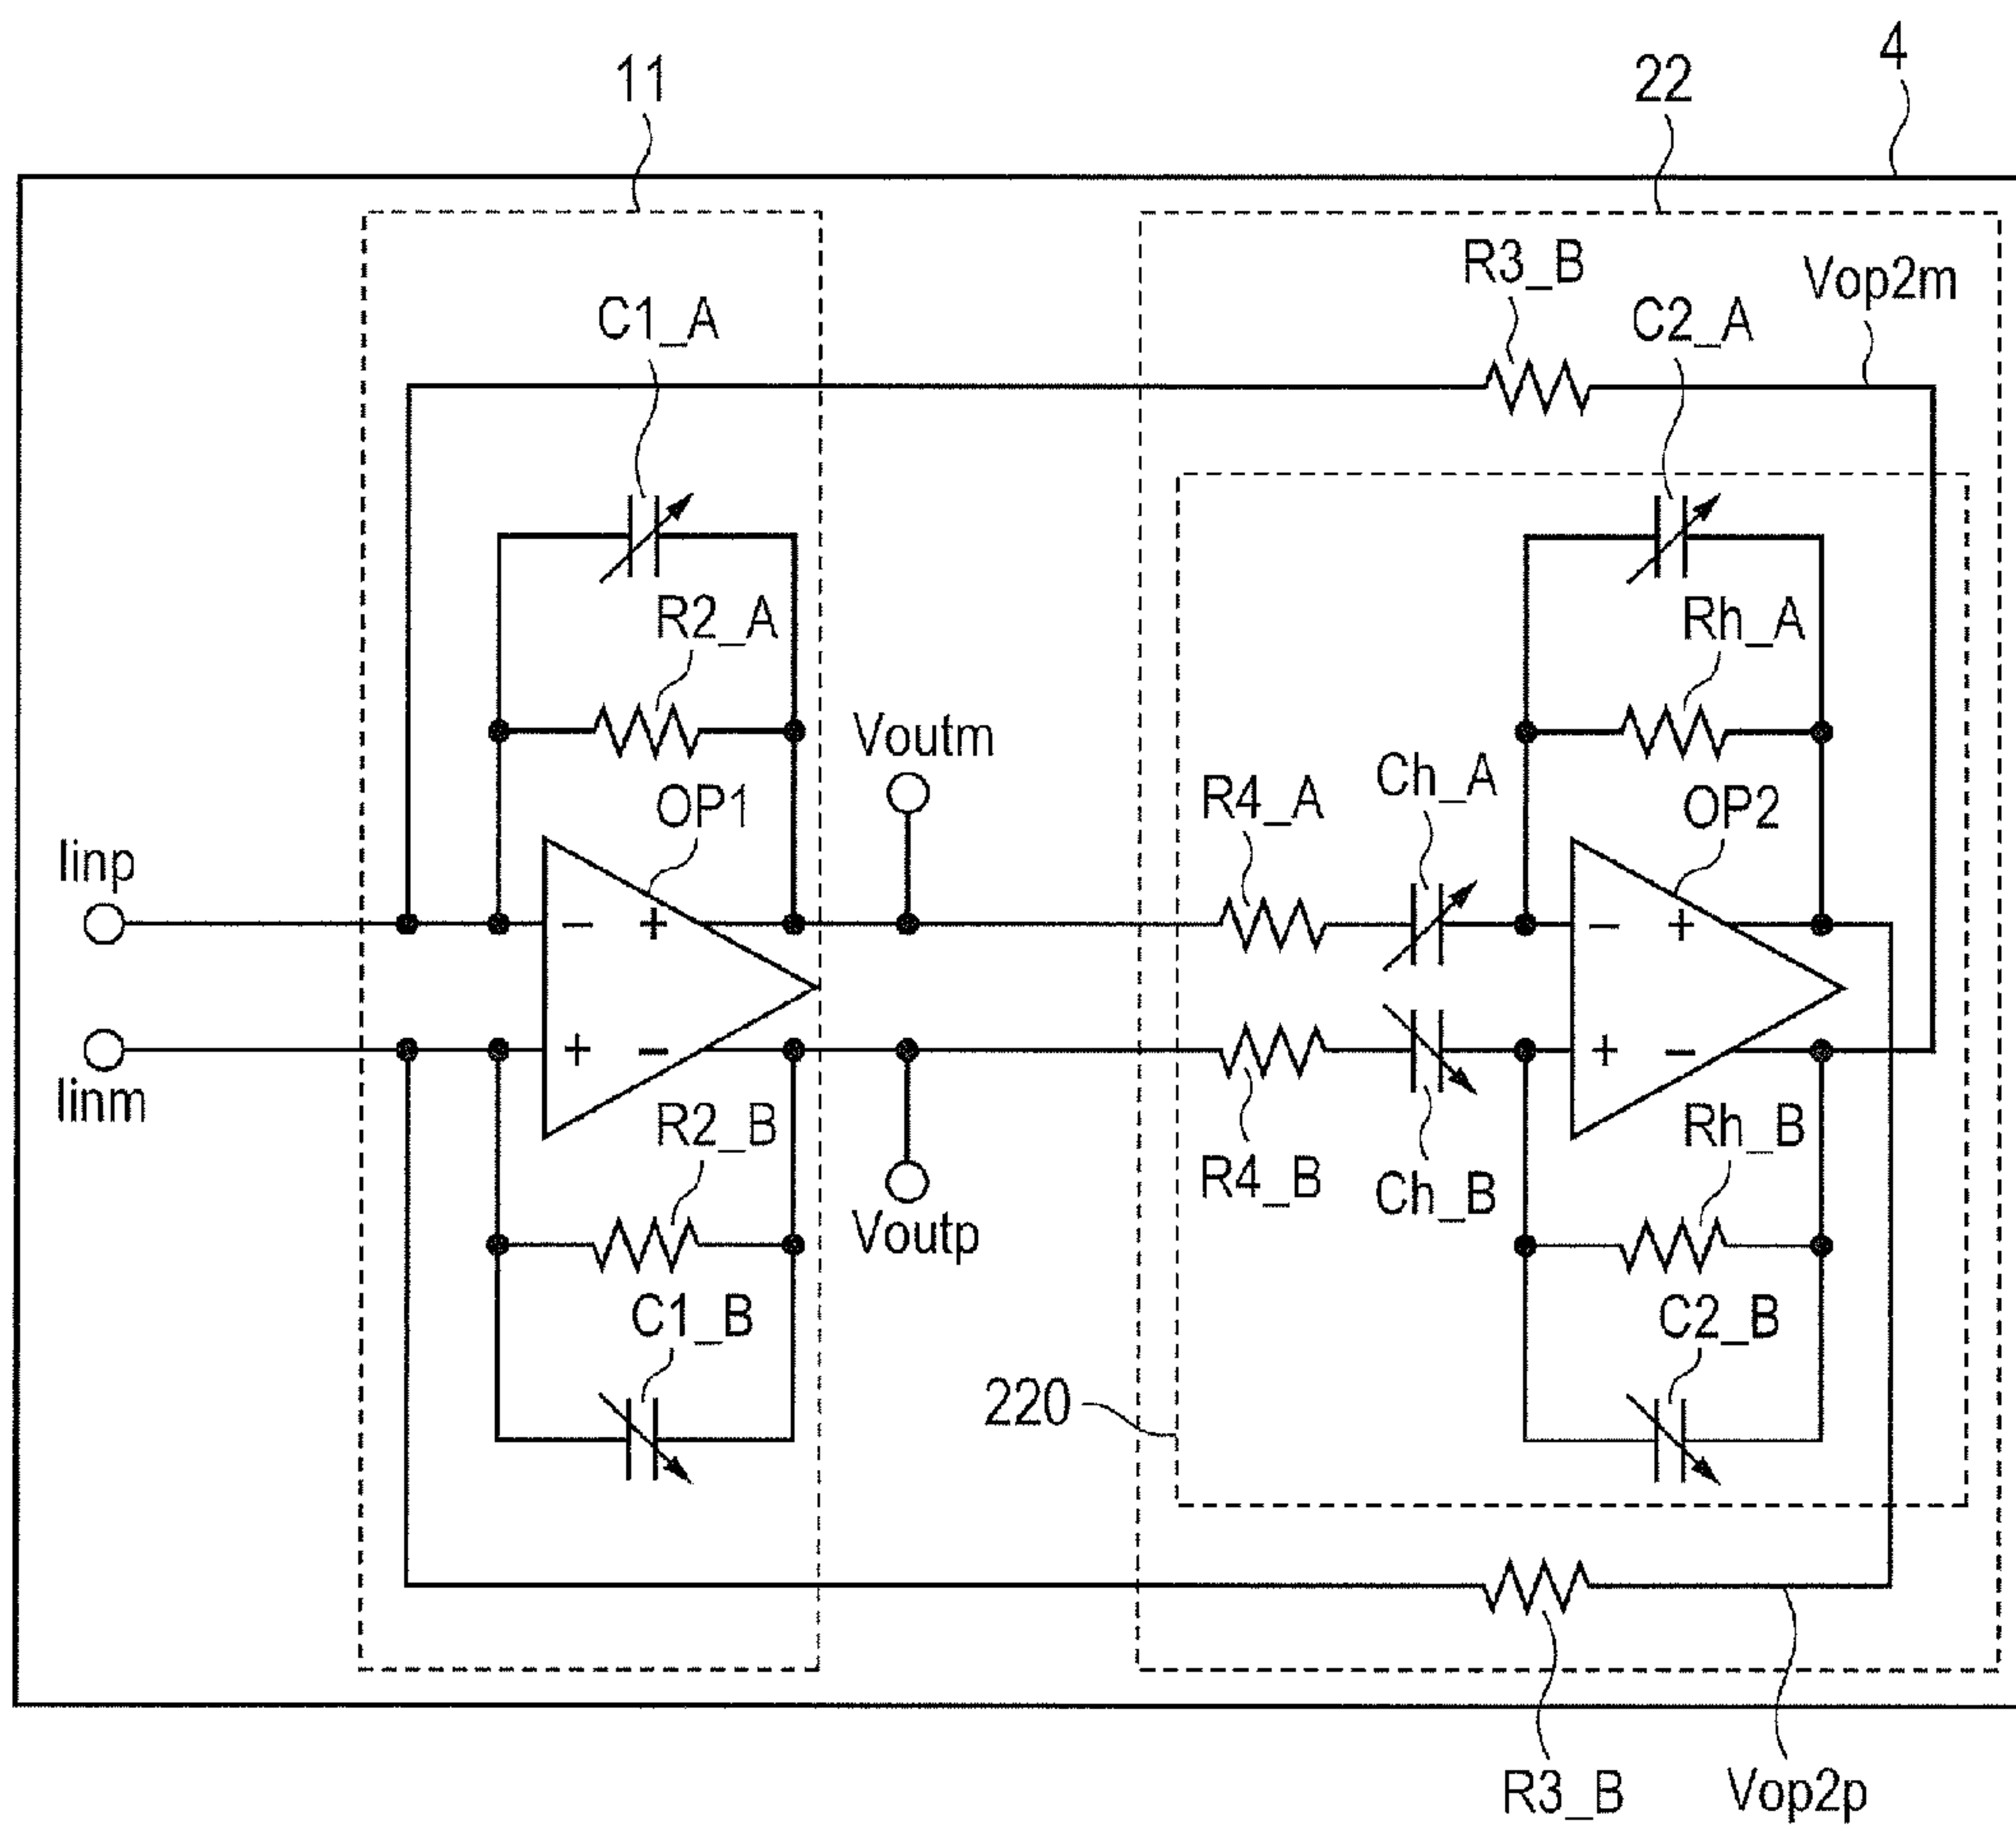 4
11
22
R3_B
Vop2m
C1_A
C2_A
R2_A
Rh_A
Voutm
Ch_A
R4_A
OP1
OP2
Iinp
− +
− +
+ −
+ −
Iinm
R2_B
Rh_B
R4_B
Ch_B
Voutp
C1_B
C2_B
220
R3_B
Vop2p